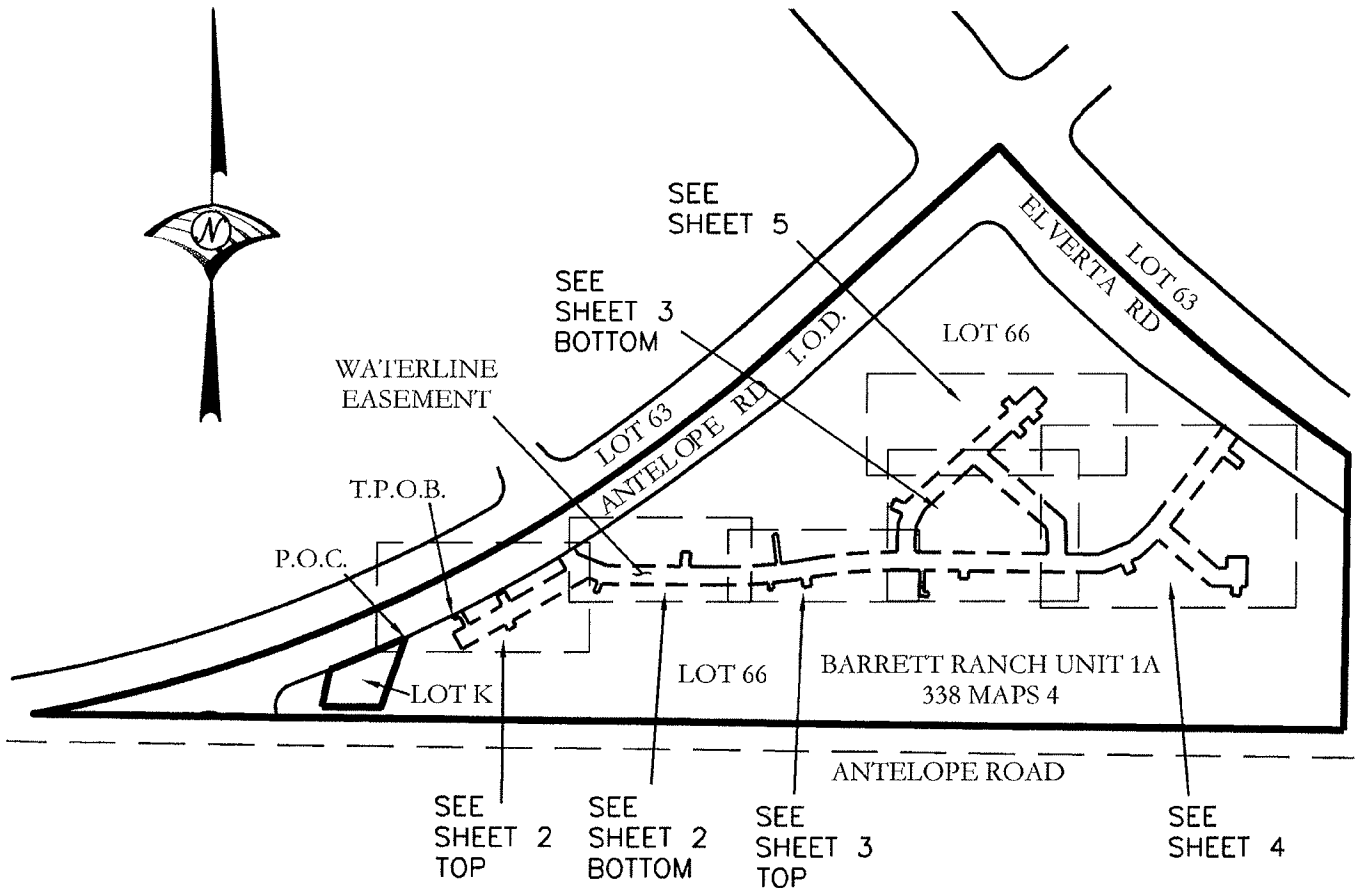 N
SEE
SHEET 5
SEE
SHEET 3
BOTTOM
ELVERTA RD
LOT 63
LOT 66
WATERLINE
EASEMENT
LOT 63
ANTELOPE RD I.O.D.
T.P.O.B.
P.O.C.
LOT K
LOT 66
BARRETT RANCH UNIT 1A
338 MAPS 4
ANTELOPE ROAD
SEE
SHEET 2
TOP
SEE
SHEET 2
BOTTOM
SEE
SHEET 3
TOP
SEE
SHEET 4